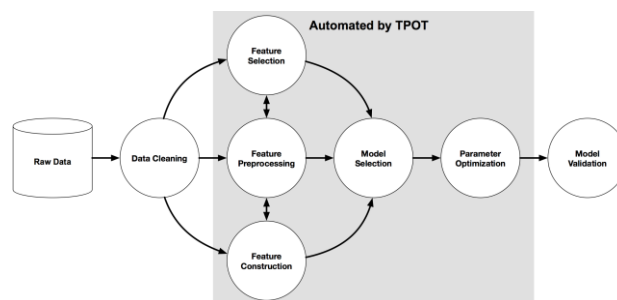 Automated by TPOT
Feature
Selection
Raw Data
Data Cleaning
Feature
Preprocessing
Model
Selection
Parameter
Optimization
Model
Validation
Feature
Construction